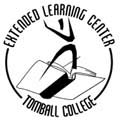 EXTENDED LEARNING CENTER
TOMBALL COLLEGE